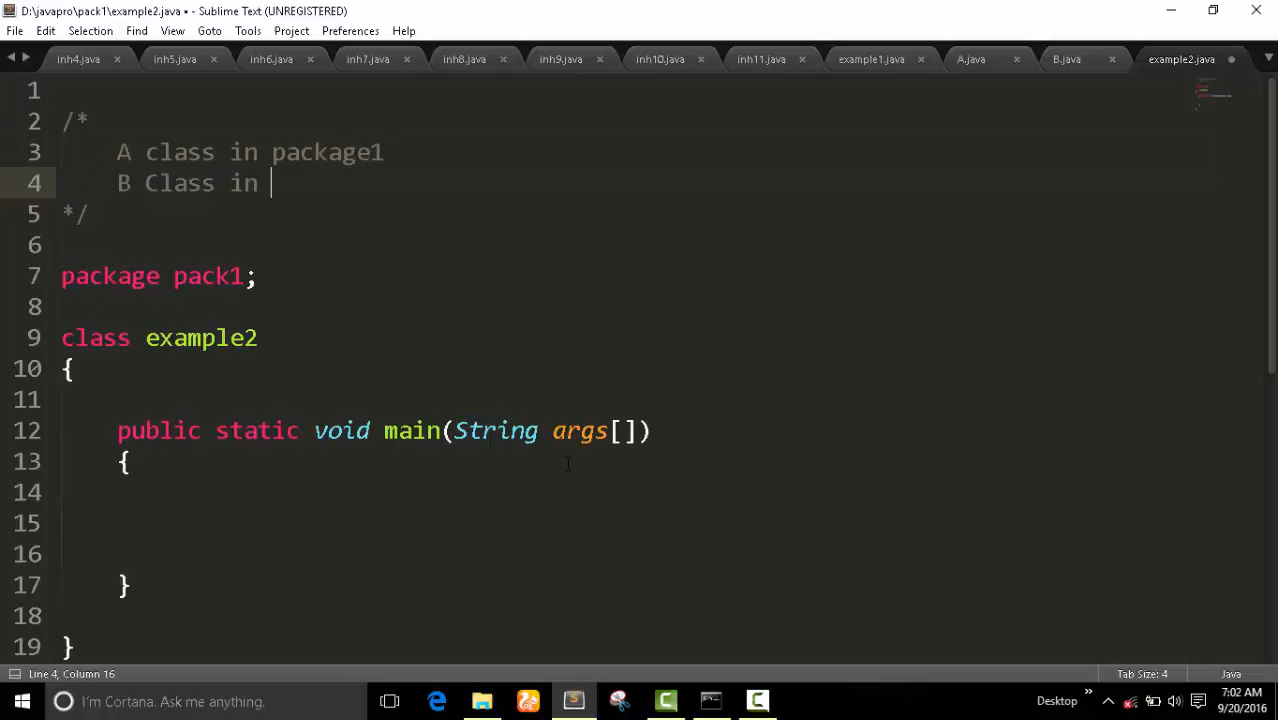 D:\javapro\pack1\example2.java • - Sublime Text (UNREGISTERED)
File Edit Selection Find View Goto Tools Project Preferences Help
inh4.java inh5.java inh6.java inh7.java inh8.java inh9.java inh10.java inh11.java example1.java A.java B.java example2.java
1
2 /*
3 A class in package1
4 B Class in
5 */
6
7 package pack1;
8
9 class example2
10 {
11
12 public static void main(String args[])
13 {
14
15
16
17 }
18
19 }
Line 4, Column 16 Tab Size: 4 Java
I'm Cortana. Ask me anything. Desktop 7:02 AM
9/20/2016